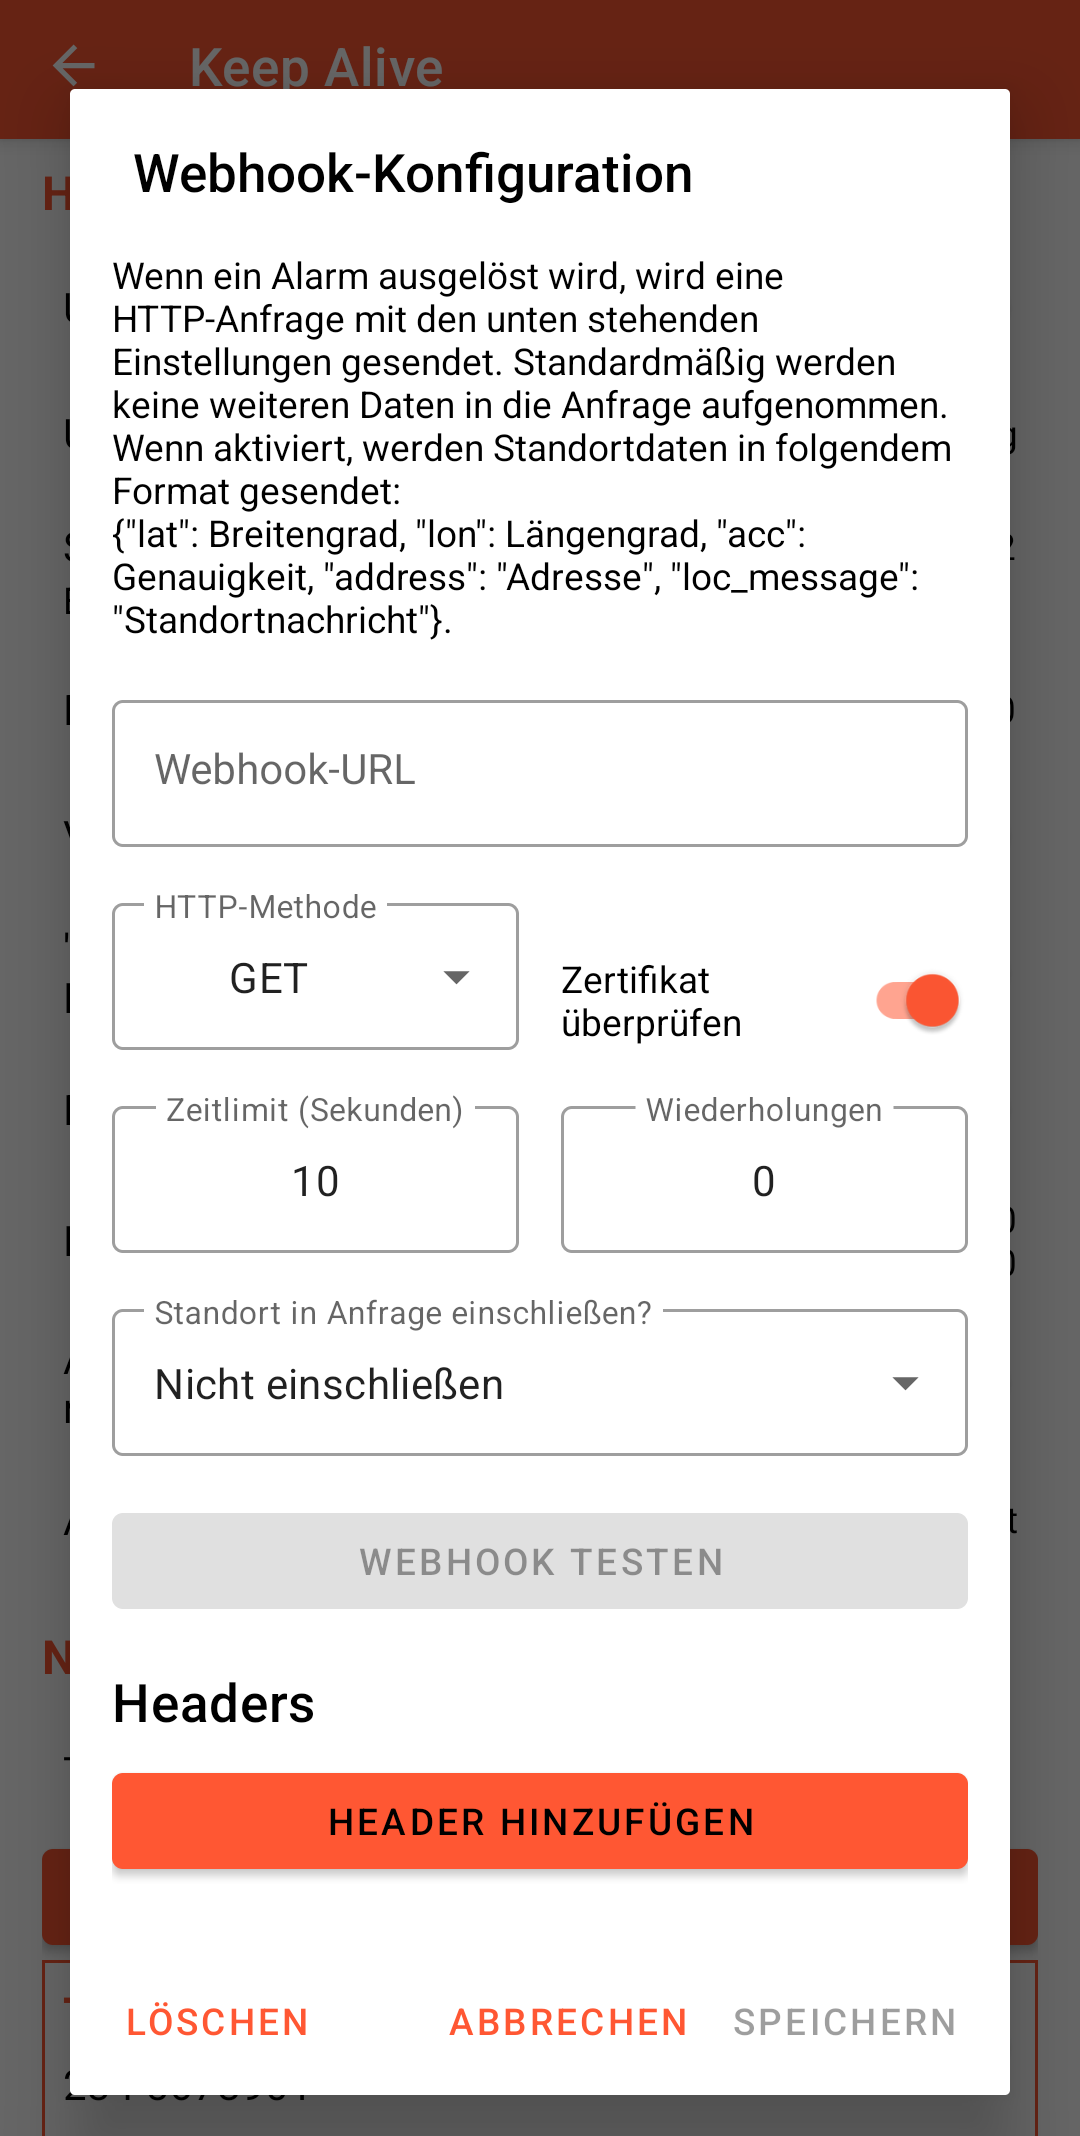 Keep Alive
Webhook-Konfiguration
Wenn ein Alarm ausgelöst wird, wird eine
HTTP-Anfrage mit den unten stehenden
Einstellungen gesendet. Standardmäßig werden
keine weiteren Daten in die Anfrage aufgenommen.
Wenn aktiviert, werden Standortdaten in folgendem
Format gesendet:
{"lat": Breitengrad, "lon": Längengrad, "acc":
Genauigkeit, "address": "Adresse", "loc_message":
"Standortnachricht"}.
Webhook-URL
HTTP-Methode
GET
Zertifikat
überprüfen
Zeitlimit (Sekunden)
10
Wiederholungen
0
Standort in Anfrage einschließen?
Nicht einschließen
WEBHOOK TESTEN
Headers
HEADER HINZUFÜGEN
LÖSCHEN
ABBRECHEN
SPEICHERN